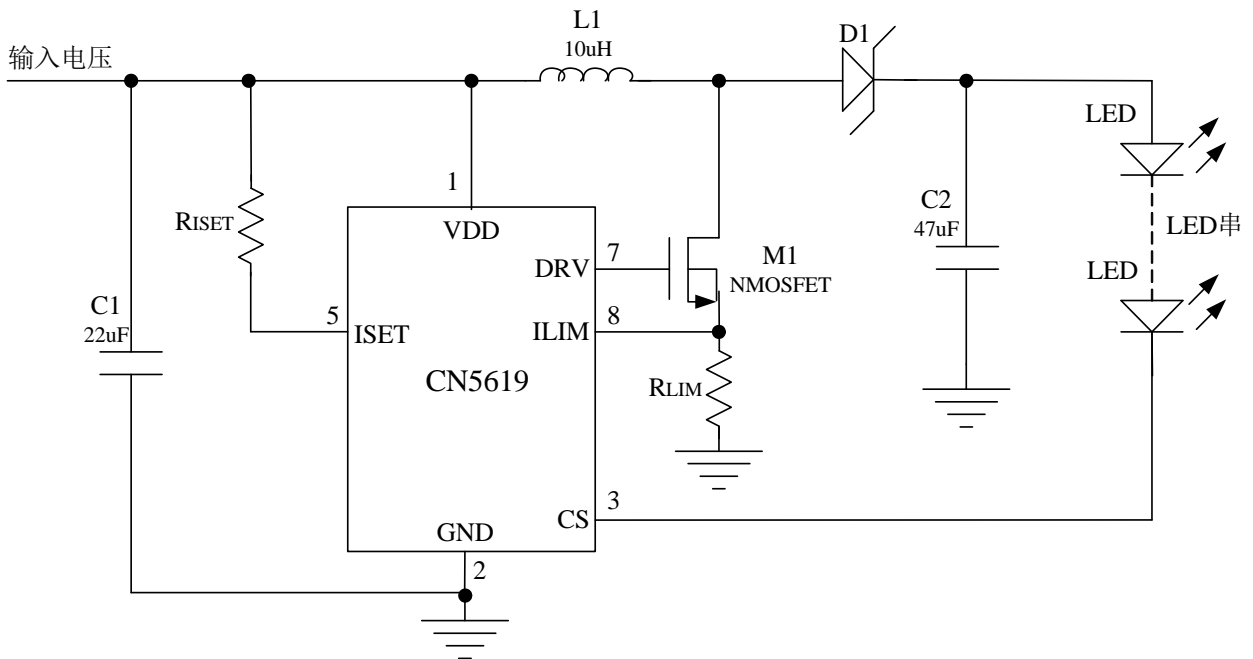 L1
10uH
D1
输入电压
LED
1
VDD
RISET
C2
47uF
LED串
7
DRV
M1
NMOSFET
LED
C1
22uF
5
ISET
8
ILIM
CN5619
RLIM
3
CS
GND
2